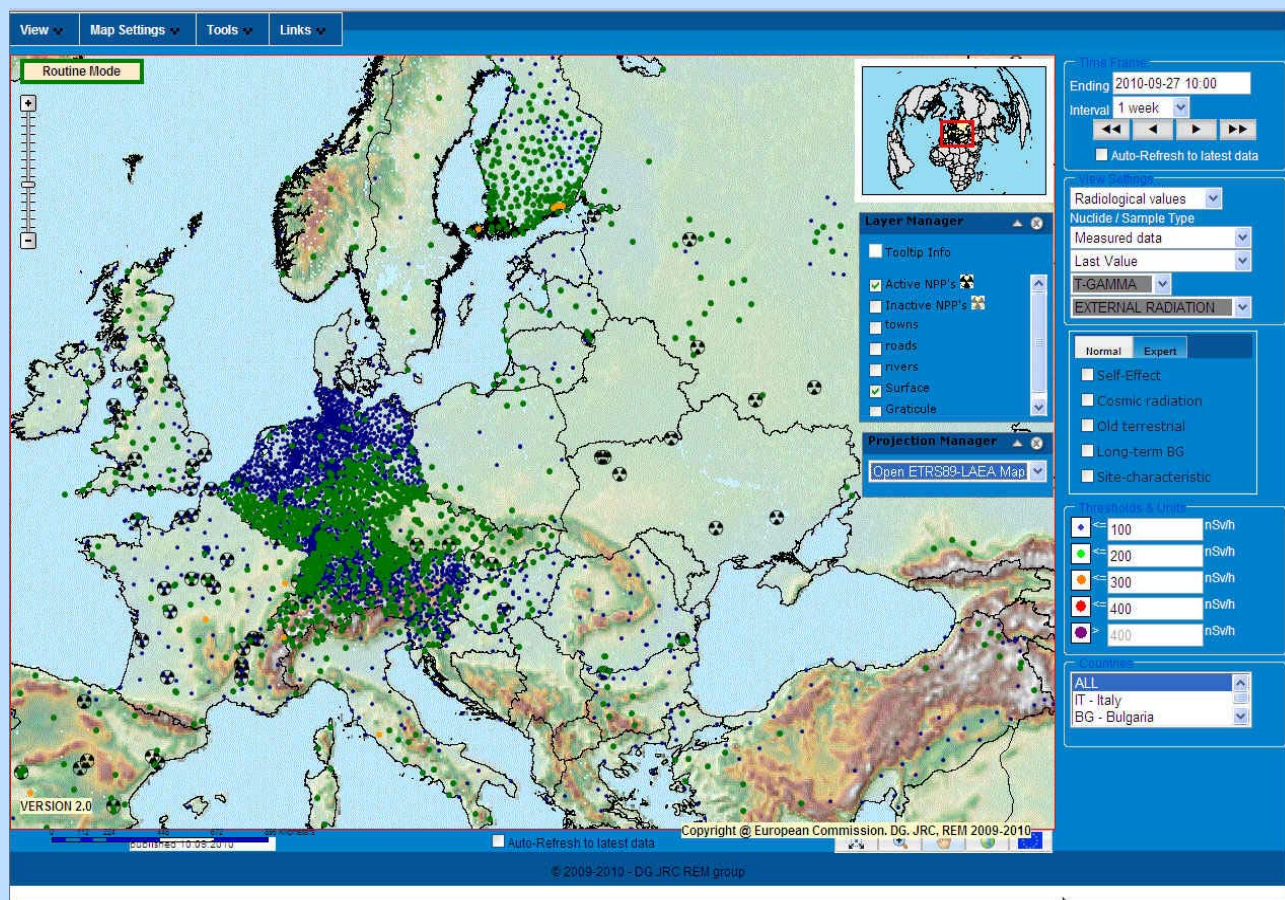 View
Map Settings
Tools
Links
Routine Mode
Time Frame
Ending 2010-09-27 10:00
Interval 1 week
Auto-Refresh to latest data
View Settings
Radiological values
Nuclide / Sample Type
Measured data
Last Value
T-GAMMA
EXTERNAL RADIATION
Layer Manager
Tooltip Info
Active NPP's
Inactive NPP's
towns
roads
rivers
Surface
Graticule
Projection Manager
Open ETRS89-LAEA Map
Normal Expert
Self-Effect
Cosmic radiation
Old terrestrial
Long-term BG
Site-characteristic
Thresholds & Units
<= 100 nSv/h
<= 200 nSv/h
<= 300 nSv/h
<= 400 nSv/h
> 400 nSv/h
Countries
ALL
IT - Italy
BG - Bulgaria
VERSION 2.0
published 10.09.2010
Auto-Refresh to latest data
Copyright @ European Commission. DG. JRC, REM 2009-2010
© 2009-2010 - DG JRC REM group